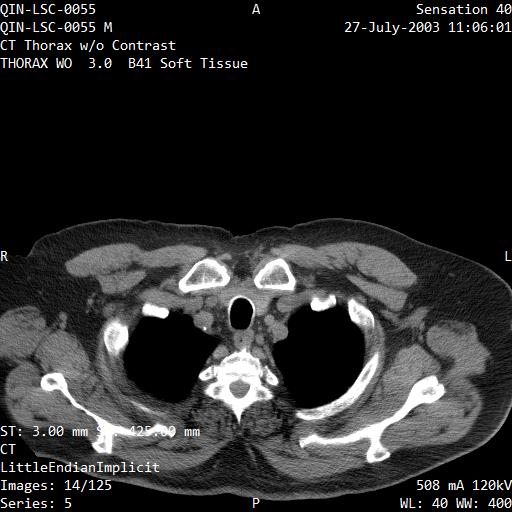 QIN-LSC-0055 A Sensation 40
QIN-LSC-0055 M 27-July-2003 11:06:01
CT Thorax w/o Contrast
THORAX WO 3.0 B41 Soft Tissue
R L
ST: 3.00 mm 425.00 mm
CT
LittleEndianImplicit
Images: 14/125 508 mA 120kV
Series: 5 P WL: 40 WW: 400